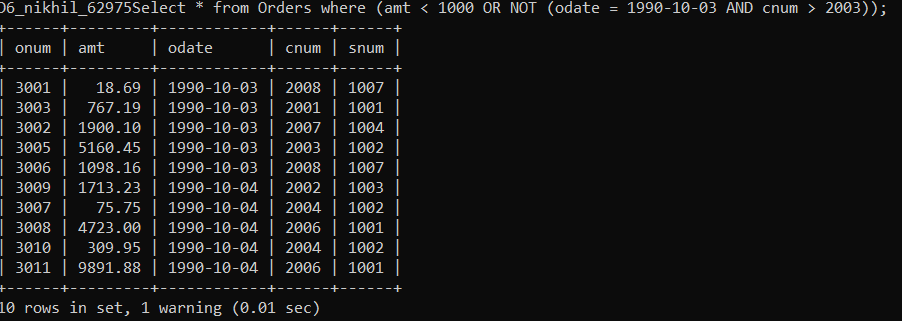 D6_nikhil_62975Select * from Orders where (amt < 1000 OR NOT (odate = 1990-10-03 AND cnum > 2003));
+------+---------+------------+------+------+
| onum | amt     | odate      | cnum | snum |
+------+---------+------------+------+------+
| 3001 |   18.69 | 1990-10-03 | 2008 | 1007 |
| 3003 |  767.19 | 1990-10-03 | 2001 | 1001 |
| 3002 | 1900.10 | 1990-10-03 | 2007 | 1004 |
| 3005 | 5160.45 | 1990-10-03 | 2003 | 1002 |
| 3006 | 1098.16 | 1990-10-03 | 2008 | 1007 |
| 3009 | 1713.23 | 1990-10-04 | 2002 | 1003 |
| 3007 |   75.75 | 1990-10-04 | 2004 | 1002 |
| 3008 | 4723.00 | 1990-10-04 | 2006 | 1001 |
| 3010 |  309.95 | 1990-10-04 | 2004 | 1002 |
| 3011 | 9891.88 | 1990-10-04 | 2006 | 1001 |
+------+---------+------------+------+------+
10 rows in set, 1 warning (0.01 sec)